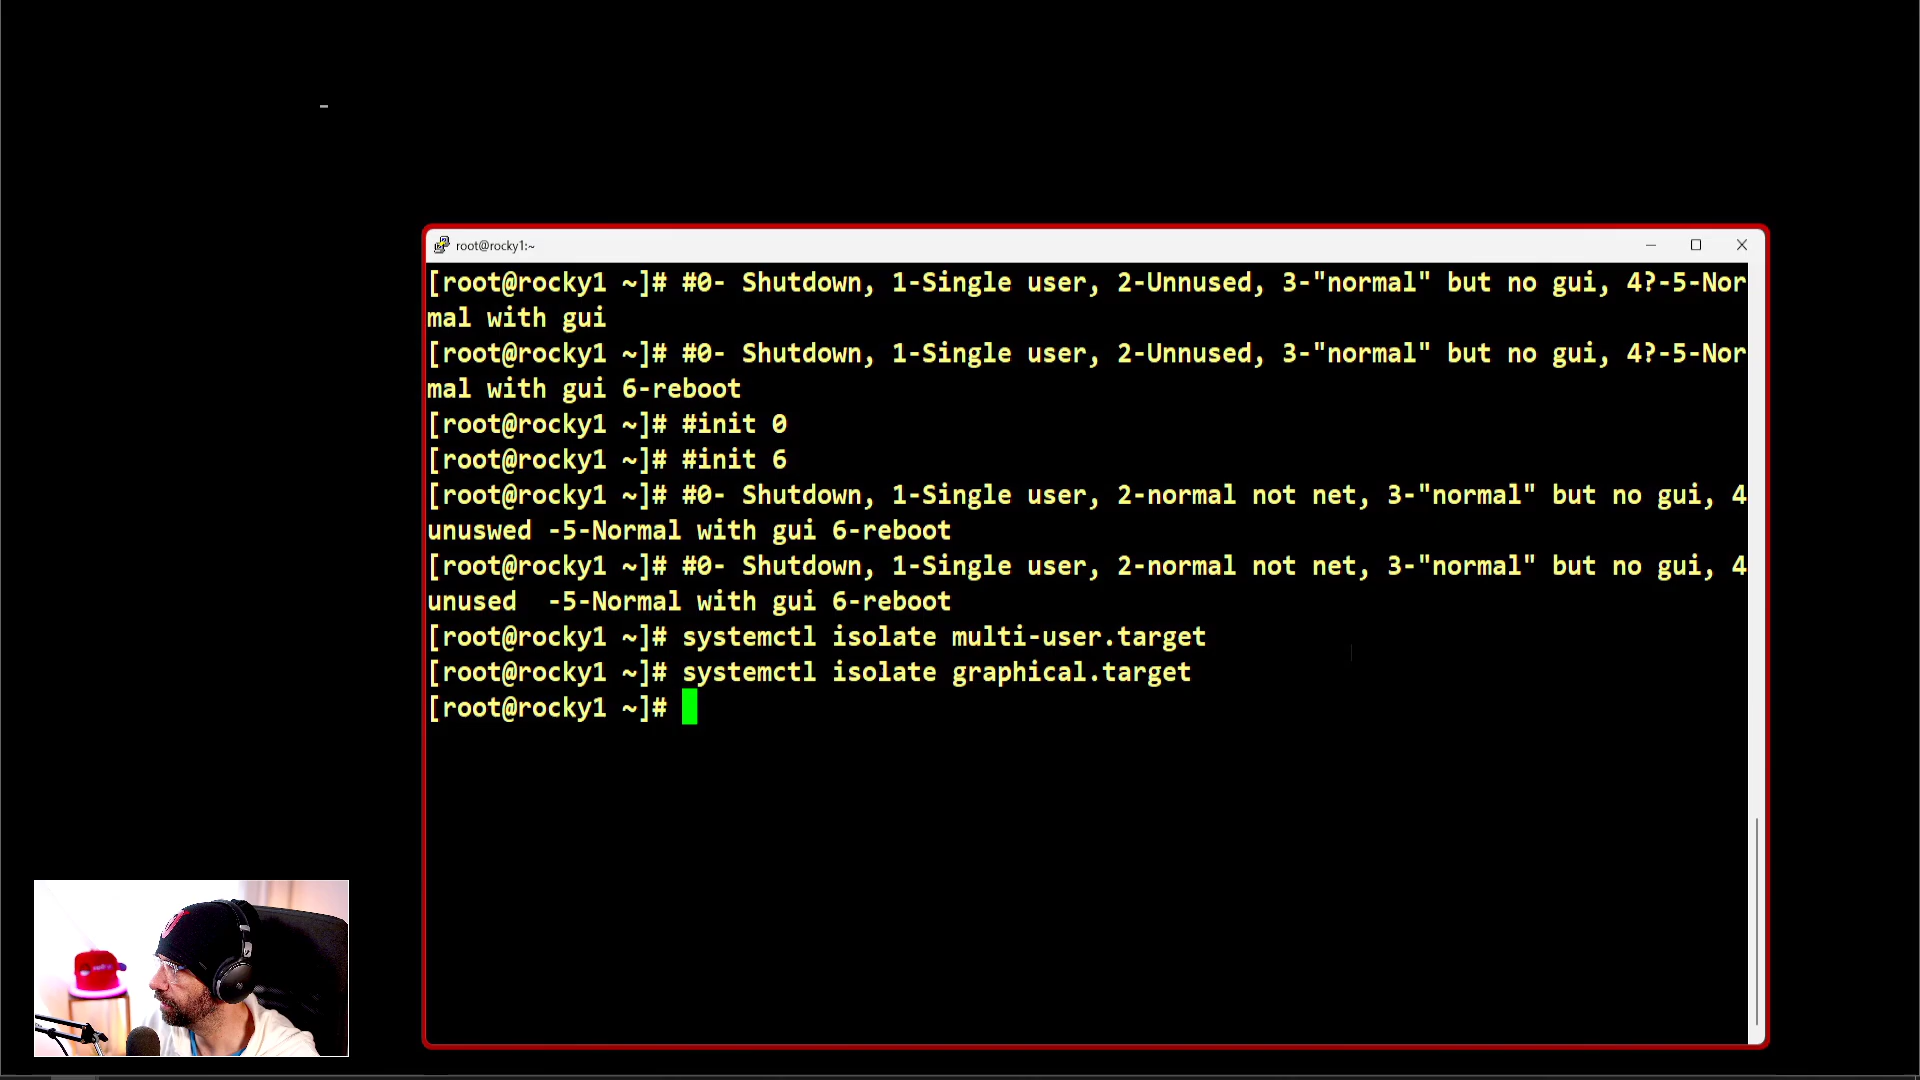 root@rocky1:~
[root@rocky1 ~]# #0- Shutdown, 1-Single user, 2-Unnused, 3-"normal" but no gui, 4?-5-Nor
mal with gui
[root@rocky1 ~]# #0- Shutdown, 1-Single user, 2-Unnused, 3-"normal" but no gui, 4?-5-Nor
mal with gui 6-reboot
[root@rocky1 ~]# #init 0
[root@rocky1 ~]# #init 6
[root@rocky1 ~]# #0- Shutdown, 1-Single user, 2-normal not net, 3-"normal" but no gui, 4
unuswed -5-Normal with gui 6-reboot
[root@rocky1 ~]# #0- Shutdown, 1-Single user, 2-normal not net, 3-"normal" but no gui, 4
unused  -5-Normal with gui 6-reboot
[root@rocky1 ~]# systemctl isolate multi-user.target
[root@rocky1 ~]# systemctl isolate graphical.target
[root@rocky1 ~]#